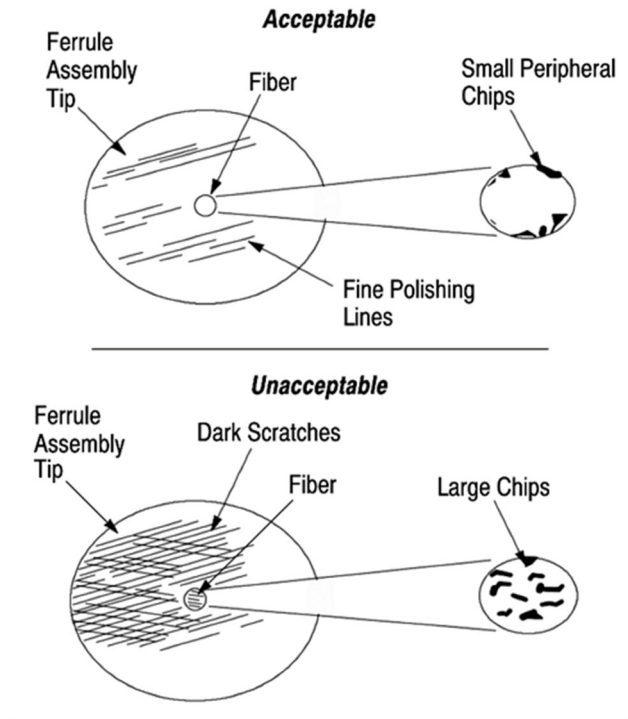 Acceptable
Ferrule
Assembly
Tip
Fiber
Small Peripheral
Chips
Fine Polishing
Lines
Unacceptable
Ferrule
Assembly
Tip
Dark Scratches
Fiber
Large Chips